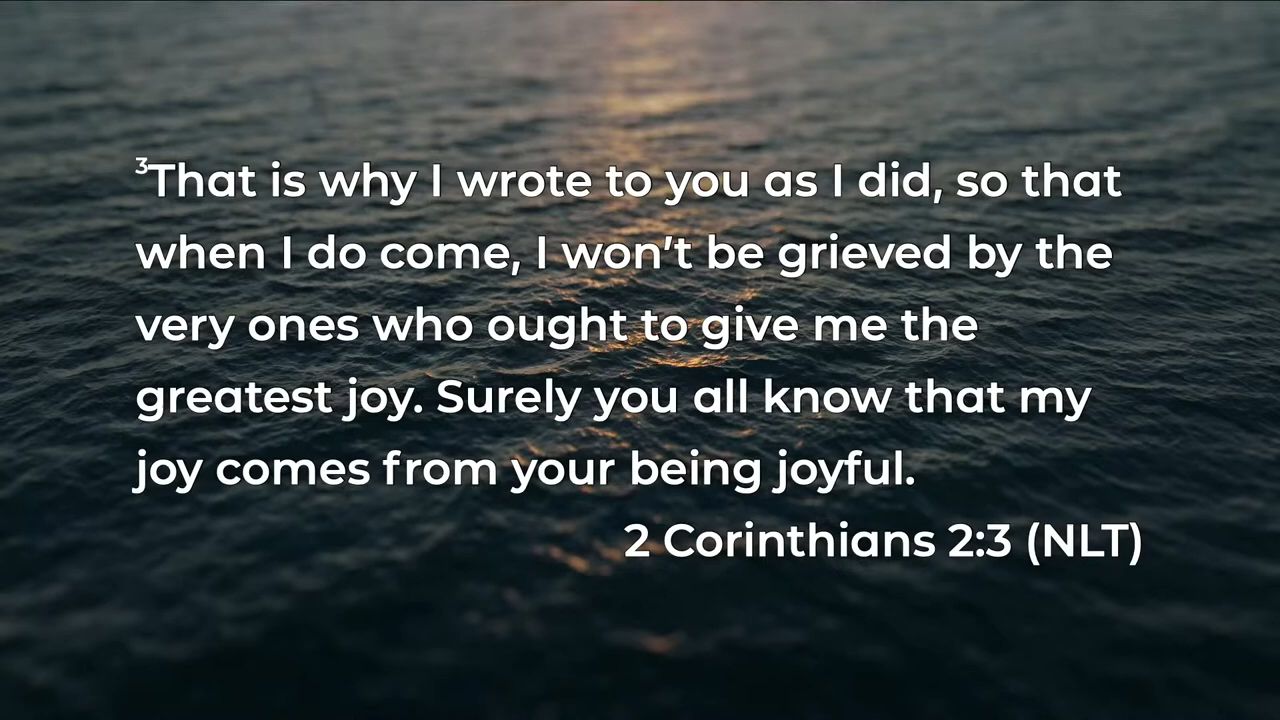 ³That is why I wrote to you as I did, so that
when I do come, I won’t be grieved by the
very ones who ought to give me the
greatest joy. Surely you all know that my
joy comes from your being joyful.
2 Corinthians 2:3 (NLT)